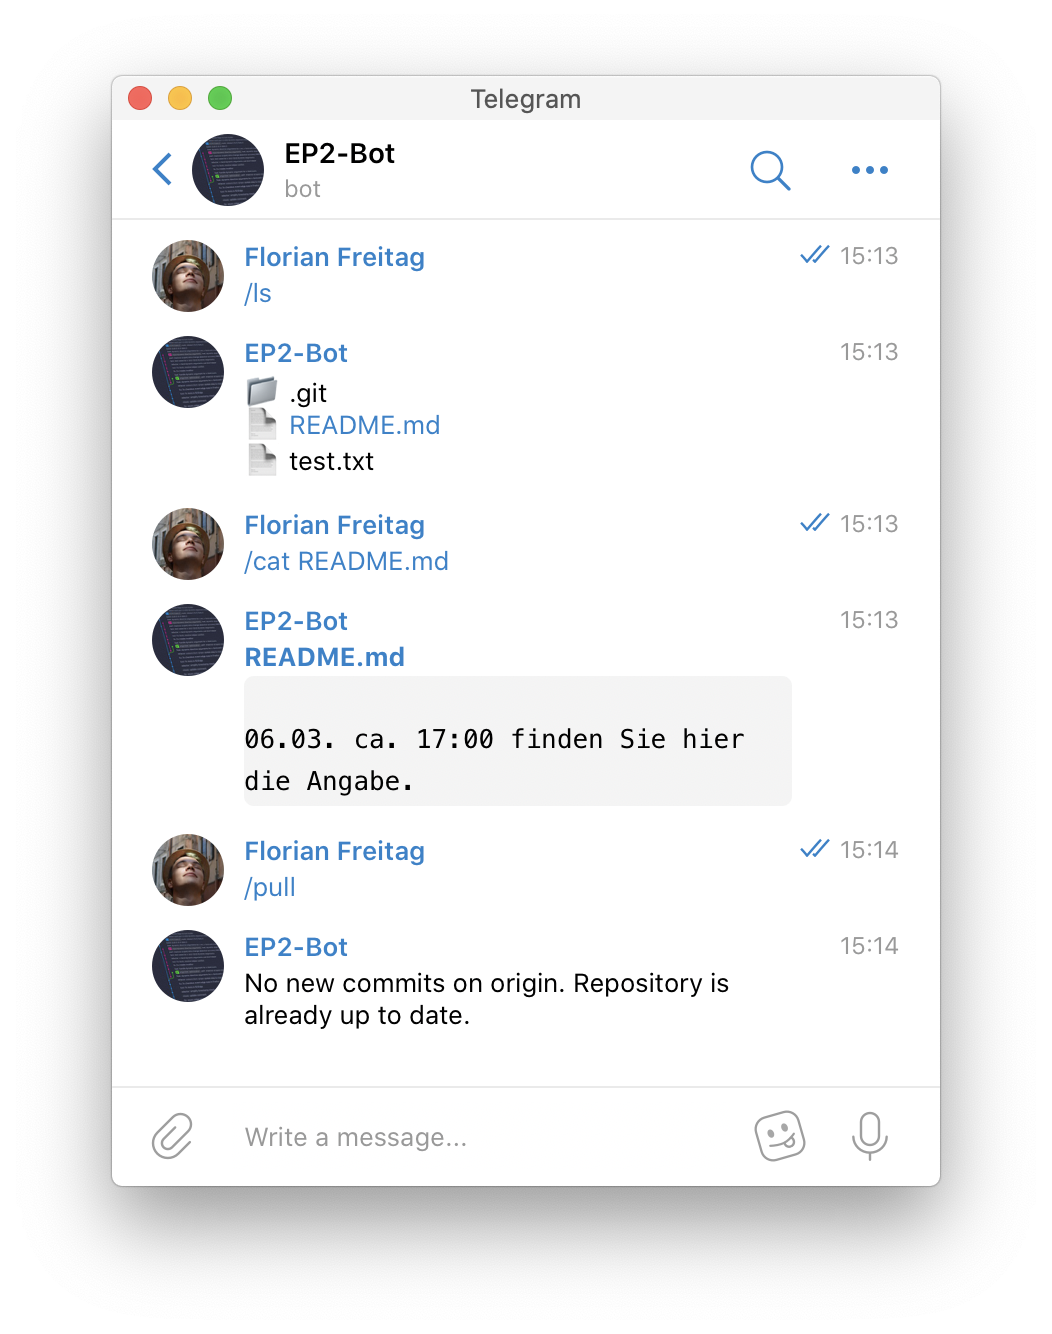 Telegram
EP2-Bot
bot
Florian Freitag 15:13
/ls
EP2-Bot 15:13
.git
README.md
test.txt
Florian Freitag 15:13
/cat README.md
EP2-Bot 15:13
README.md
06.03. ca. 17:00 finden Sie hier
die Angabe.
Florian Freitag 15:14
/pull
EP2-Bot 15:14
No new commits on origin. Repository is
already up to date.
Write a message...